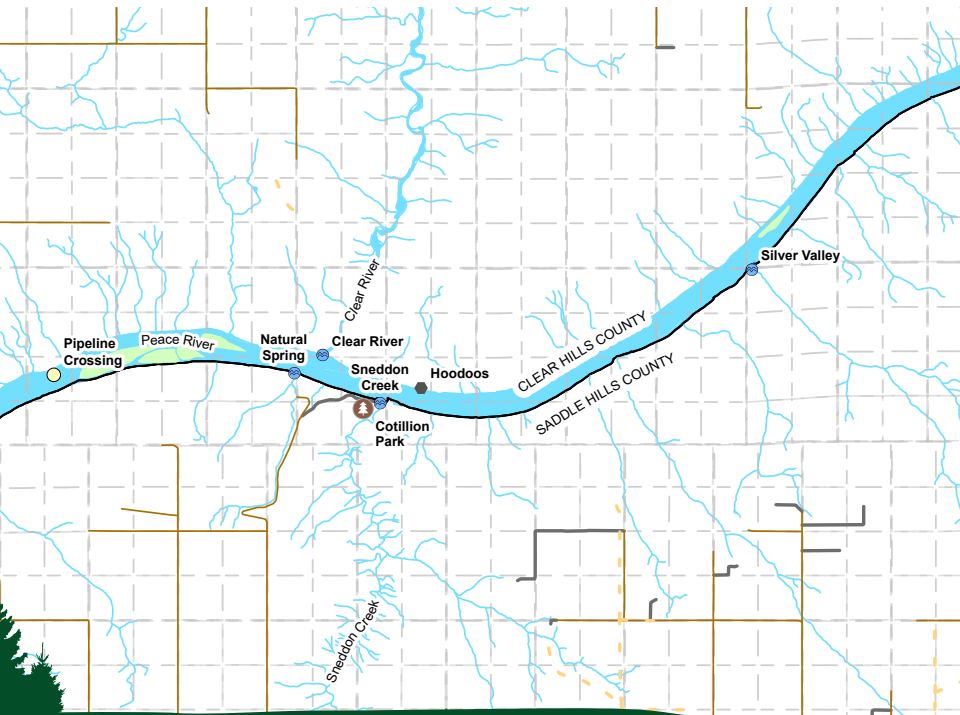 Silver Valley
Clear River
Pipeline
Crossing
Peace River
Natural
Spring
Clear River
Sneddon
Creek
Hoodoos
CLEAR HILLS COUNTY
SADDLE HILLS COUNTY
Cotillion
Park
Sneddon Creek